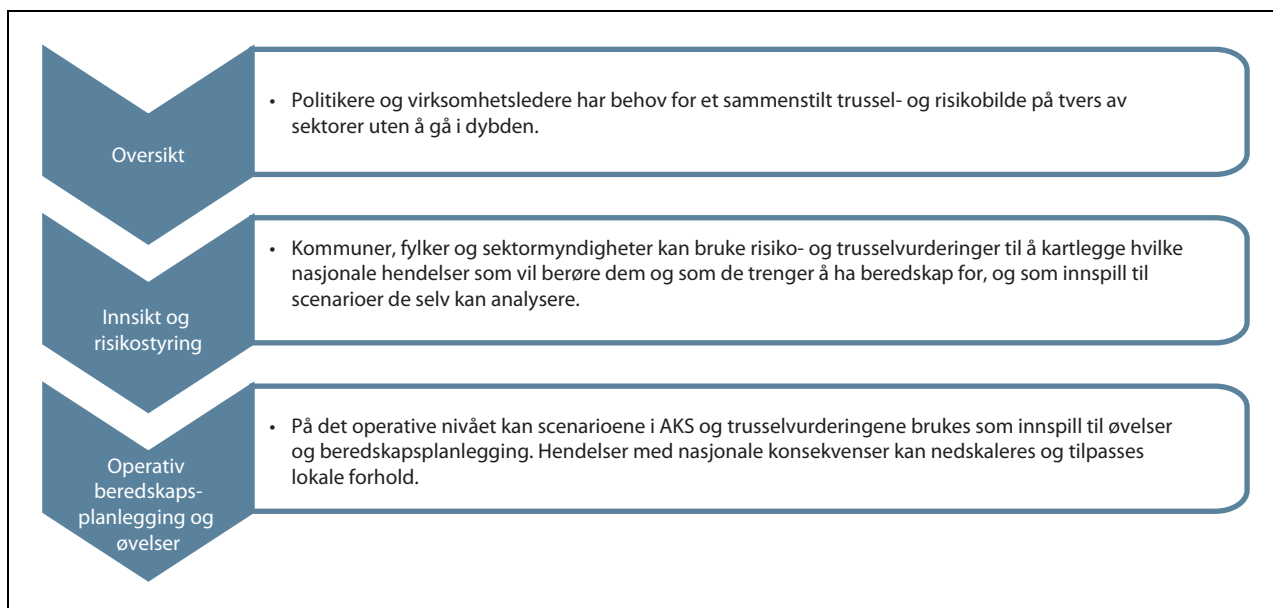 Oversikt
• Politikere og virksomhetsledere har behov for et sammenstilt trussel- og risikobilde på tvers av
sektorer uten å gå i dybden.
Innsikt og
risikostyring
• Kommuner, fylker og sektormyndigheter kan bruke risiko- og trusselvurderinger til å kartlegge hvilke
nasjonale hendelser som vil berøre dem og som de trenger å ha beredskap for, og som innspill til
scenarioer de selv kan analysere.
Operativ
beredskaps-
planlegging og
øvelser
• På det operative nivået kan scenarioene i AKS og trusselvurderingene brukes som innspill til øvelser
og beredskapsplanlegging. Hendelser med nasjonale konsekvenser kan nedskaleres og tilpasses
lokale forhold.